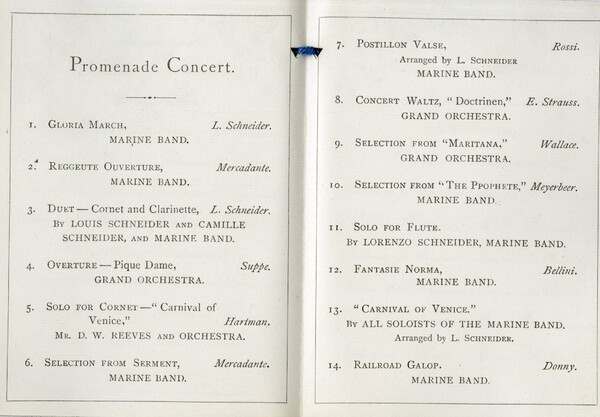 Promenade Concert.
1. Gloria March, L. Schneider.
MARINE BAND.
2. Reggeute Ouverture, Mercadante.
MARINE BAND.
3. Duet—Cornet and Clarinette, L. Schneider.
By LOUIS SCHNEIDER and CAMILLE
SCHNEIDER, and MARINE BAND.
4. Overture—Pique Dame, Suppe.
GRAND ORCHESTRA.
5. Solo for Cornet—"Carnival of
Venice," Hartman.
Mr. D. W. REEVES and ORCHESTRA.
6. Selection from Serment, Mercadante.
MARINE BAND.
7. Postillon Valse, Rossi.
Arranged by L. Schneider
MARINE BAND.
8. Concert Waltz, "Doctrinen," E. Strauss.
GRAND ORCHESTRA.
9. Selection from "Maritana," Wallace.
GRAND ORCHESTRA.
10. Selection from "The Ppophete," Meyerbeer.
MARINE BAND.
11. Solo for Flute.
By LORENZO SCHNEIDER, MARINE BAND.
12. Fantasie Norma, Bellini.
MARINE BAND.
13. "Carnival of Venice."
By ALL SOLOISTS OF THE MARINE BAND.
Arranged by L. Schneider.
14. Railroad Galop. Donny.
MARINE BAND.